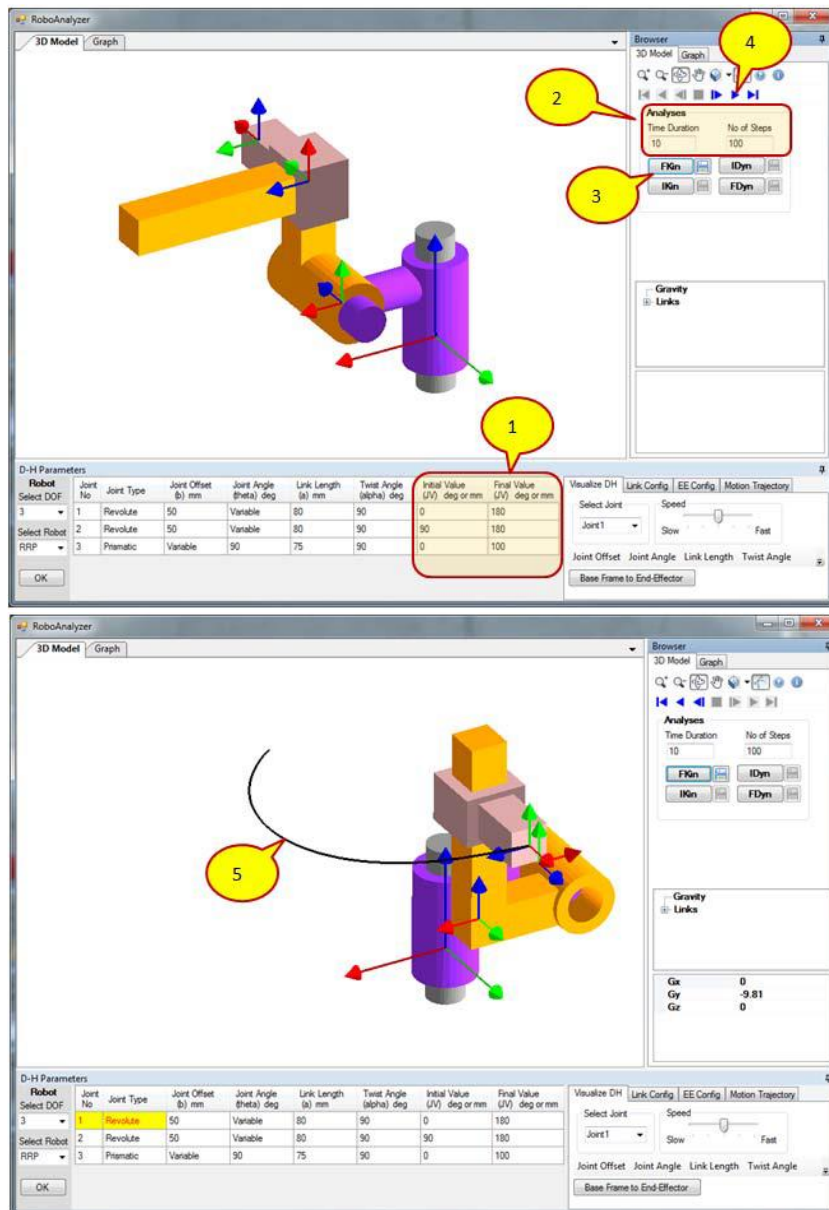 RoboAnalyzer
3D Model Graph
Browser
3D Model Graph
4
2
Analyses
Time Duration No of Steps
10 100
FKin IDyn
3
IKin FDyn
Gravity
Links
1
D-H Parameters
Robot
Select DOF
3
Select Robot
RRP
OK
Joint No Joint Type Joint Offset (b) mm Joint Angle (theta) deg Link Length (a) mm Twist Angle (alpha) deg Initial Value (JV) deg or mm Final Value (JV) deg or mm
1 Revolute 50 Variable 80 90 0 180
2 Revolute 50 Variable 80 90 90 180
3 Prismatic Variable 90 75 90 0 100
Visualize DH Link Config EE Config Motion Trajectory
Select Joint Speed
Joint1
Slow Fast
Joint Offset Joint Angle Link Length Twist Angle
Base Frame to End-Effector
RoboAnalyzer
3D Model Graph
Browser
3D Model Graph
Analyses
Time Duration No of Steps
10 100
FKin IDyn
IKin FDyn
5
Gravity
Links
Gx 0
Gy -9.81
Gz 0
D-H Parameters
Robot
Select DOF
3
Select Robot
RRP
OK
Joint No Joint Type Joint Offset (b) mm Joint Angle (theta) deg Link Length (a) mm Twist Angle (alpha) deg Initial Value (JV) deg or mm Final Value (JV) deg or mm
1 Revolute 50 Variable 80 90 0 180
2 Revolute 50 Variable 80 90 90 180
3 Prismatic Variable 90 75 90 0 100
Visualize DH Link Config EE Config Motion Trajectory
Select Joint Speed
Joint1
Slow Fast
Joint Offset Joint Angle Link Length Twist Angle
Base Frame to End-Effector